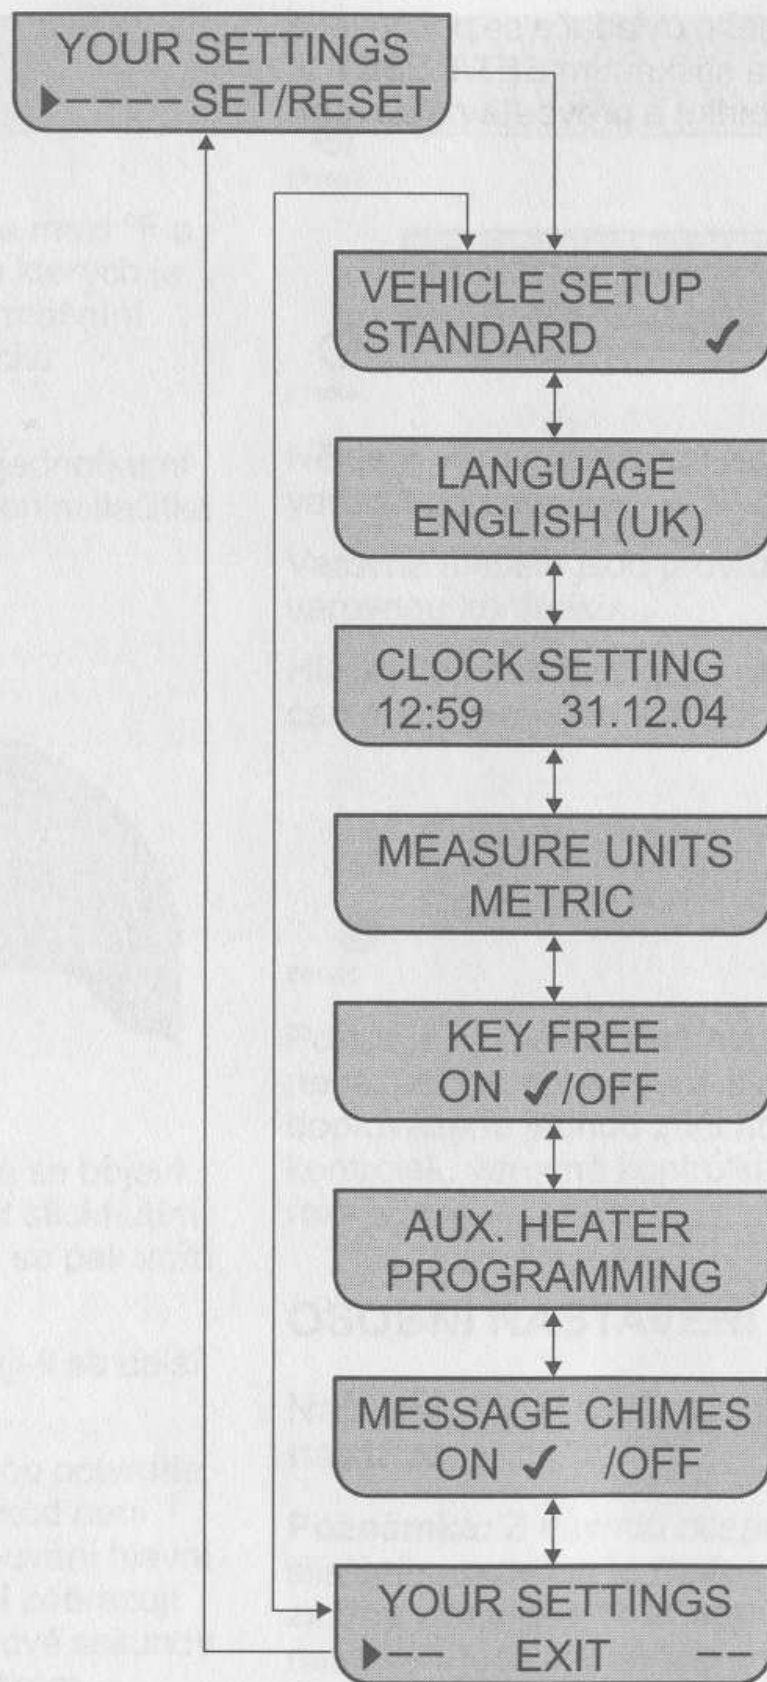 YOUR SETTINGS
▶---- SET/RESET
VEHICLE SETUP
STANDARD ✓
LANGUAGE
ENGLISH (UK)
CLOCK SETTING
12:59 31.12.04
MEASURE UNITS
METRIC
KEY FREE
ON ✓/OFF
AUX. HEATER
PROGRAMMING
MESSAGE CHIMES
ON ✓ /OFF
YOUR SETTINGS
▶-- EXIT --